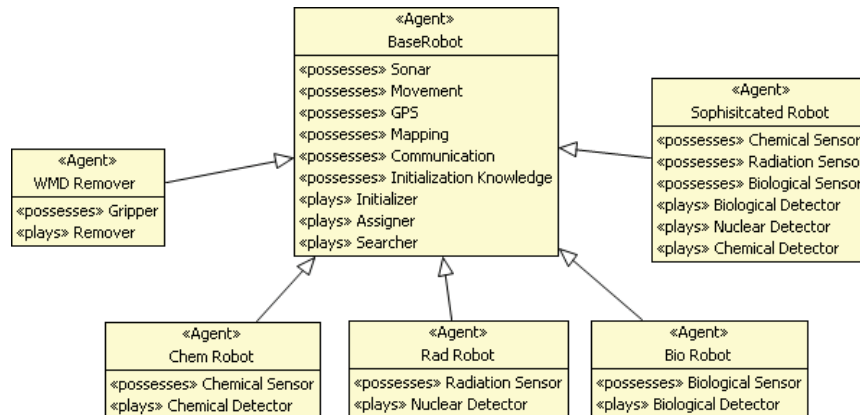 «Agent»
BaseRobot
«possesses» Sonar
«possesses» Movement
«possesses» GPS
«possesses» Mapping
«possesses» Communication
«possesses» Initialization Knowledge
«plays» Initializer
«plays» Assigner
«plays» Searcher
«Agent»
WMD Remover
«possesses» Gripper
«plays» Remover
«Agent»
Sophisitcated Robot
«possesses» Chemical Sensor
«possesses» Radiation Sensor
«possesses» Biological Sensor
«plays» Biological Detector
«plays» Nuclear Detector
«plays» Chemical Detector
«Agent»
Chem Robot
«possesses» Chemical Sensor
«plays» Chemical Detector
«Agent»
Rad Robot
«possesses» Radiation Sensor
«plays» Nuclear Detector
«Agent»
Bio Robot
«possesses» Biological Sensor
«plays» Biological Detector